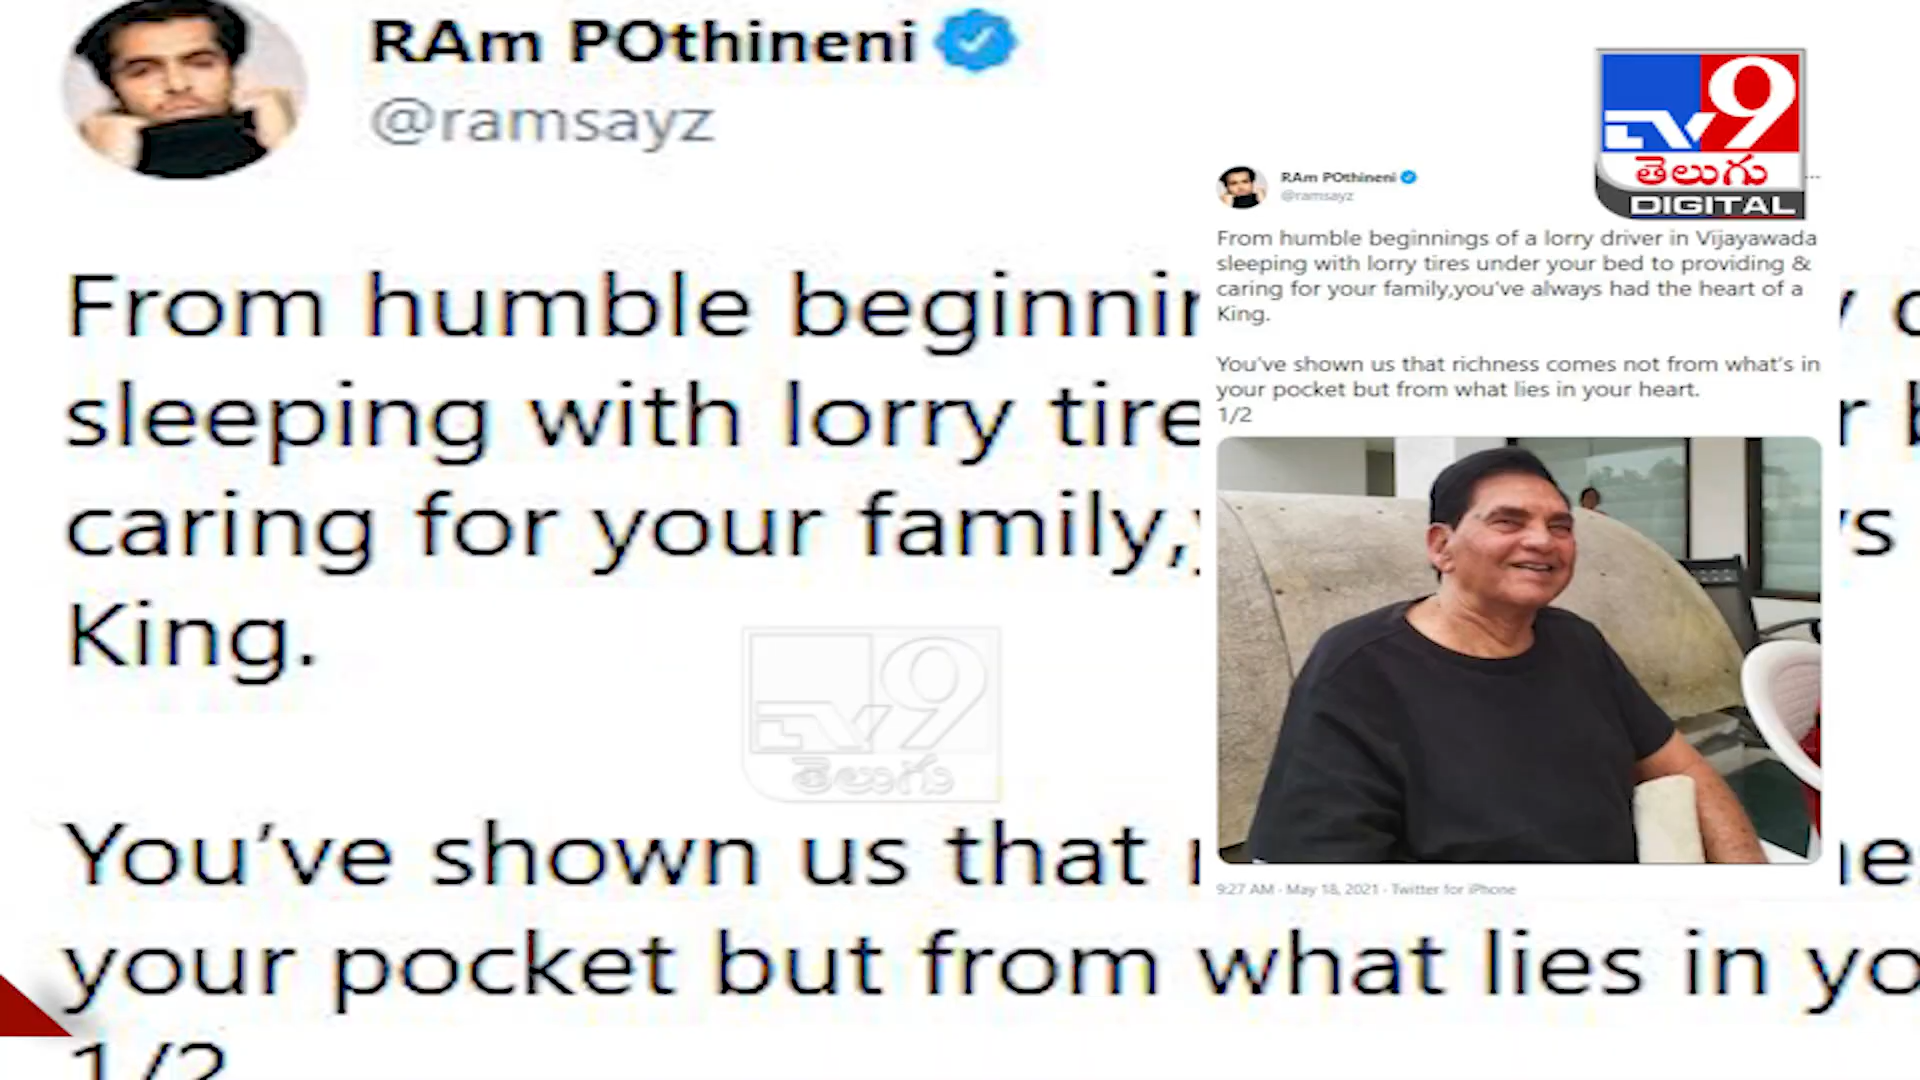 RAm POthineni
@ramsayz
From humble beginnin
sleeping with lorry tire
caring for your family,
King.
You've shown us that
your pocket but from what lies in yo
1/2
TV9
తెలుగు
TV9
తెలుగు
DIGITAL
RAm POthineni
@ramsayz
From humble beginnings of a lorry driver in Vijayawada
sleeping with lorry tires under your bed to providing &
caring for your family,you've always had the heart of a
King.
You've shown us that richness comes not from what's in
your pocket but from what lies in your heart.
1/2
9:27 AM · May 18, 2021 · Twitter for iPhone